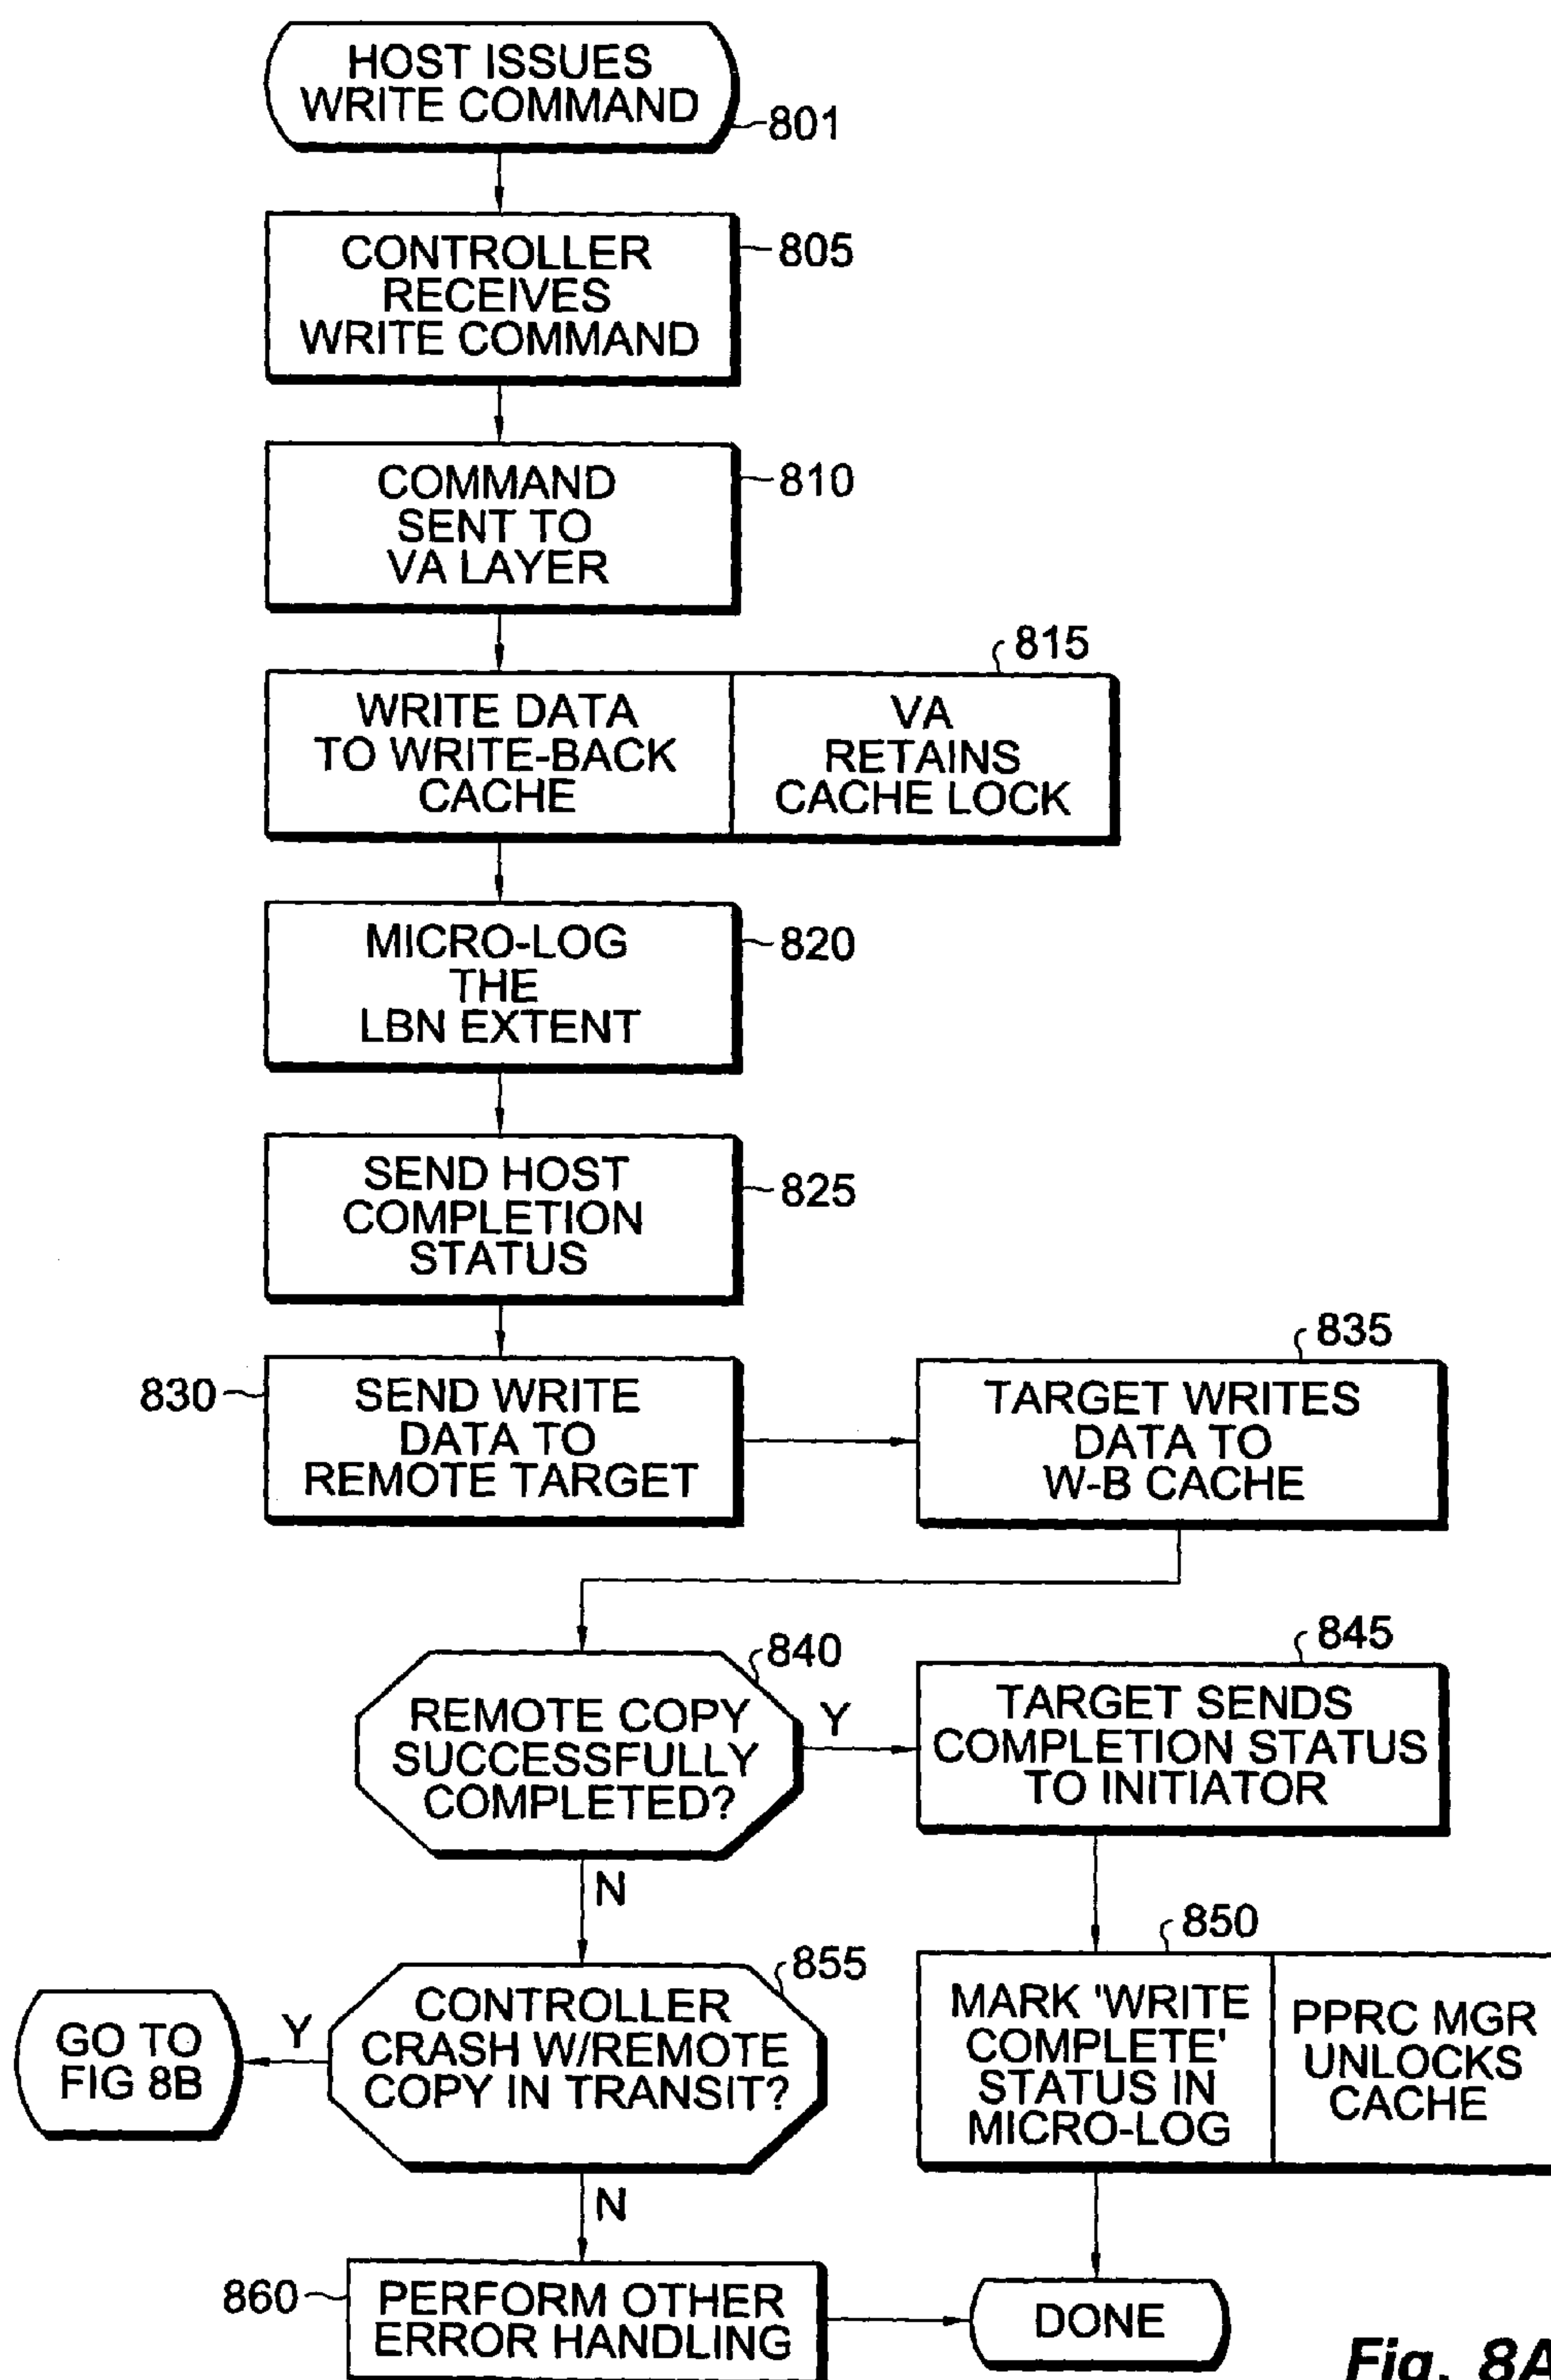 HOST ISSUES
WRITE COMMAND
801
CONTROLLER
RECEIVES
WRITE COMMAND
805
COMMAND
SENT TO
VA LAYER
810
815
WRITE DATA
TO WRITE-BACK
CACHE
VA
RETAINS
CACHE LOCK
MICRO-LOG
THE
LBN EXTENT
820
SEND HOST
COMPLETION
STATUS
825
830
SEND WRITE
DATA TO
REMOTE TARGET
835
TARGET WRITES
DATA TO
W-B CACHE
840
REMOTE COPY
SUCCESSFULLY
COMPLETED?
Y
845
TARGET SENDS
COMPLETION STATUS
TO INITIATOR
N
850
MARK 'WRITE
COMPLETE'
STATUS IN
MICRO-LOG
PPRC MGR
UNLOCKS
CACHE
855
CONTROLLER
CRASH W/REMOTE
COPY IN TRANSIT?
Y
GO TO
FIG 8B
N
860
PERFORM OTHER
ERROR HANDLING
DONE
Fig. 8A